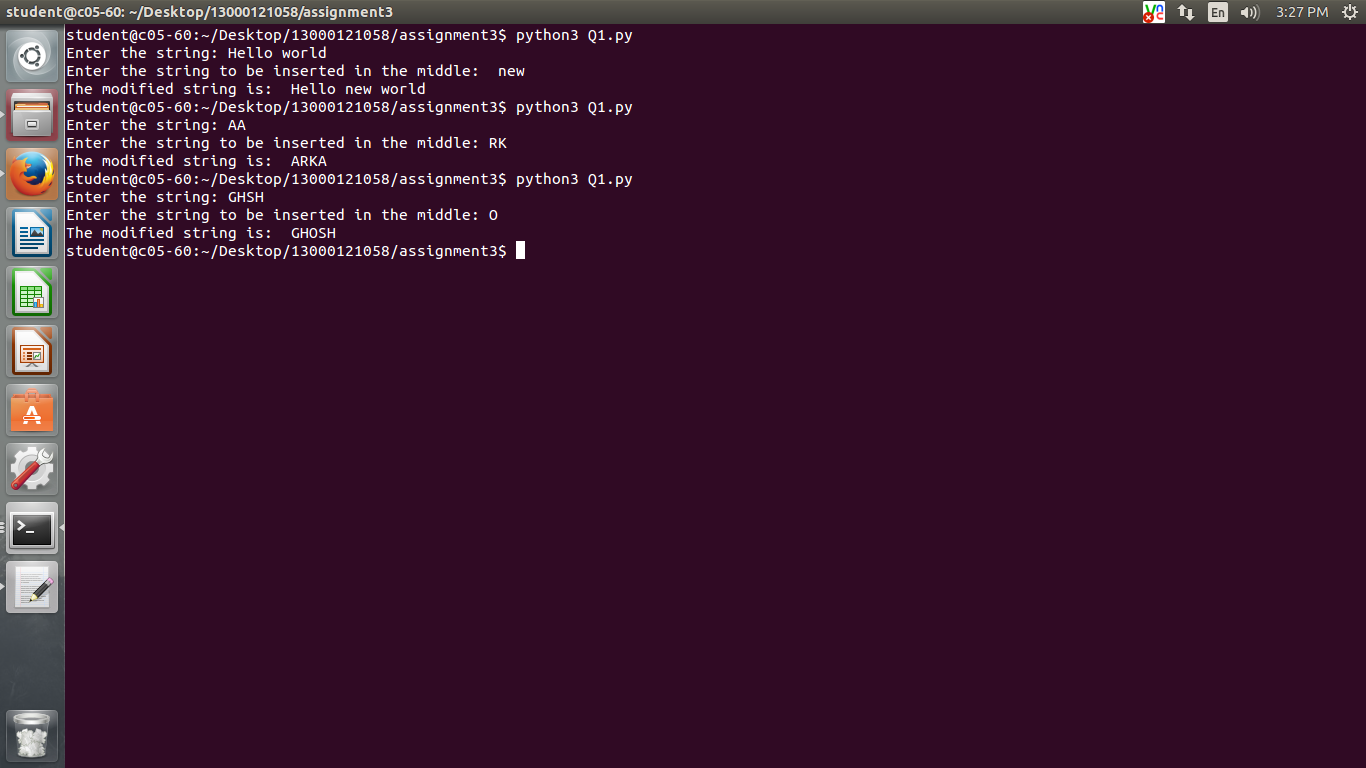 student@c05-60: ~/Desktop/13000121058/assignment3
En
3:27 PM
student@c05-60:~/Desktop/13000121058/assignment3$ python3 Q1.py
Enter the string: Hello world
Enter the string to be inserted in the middle:  new
The modified string is:  Hello new world
student@c05-60:~/Desktop/13000121058/assignment3$ python3 Q1.py
Enter the string: AA
Enter the string to be inserted in the middle: RK
The modified string is:  ARKA
student@c05-60:~/Desktop/13000121058/assignment3$ python3 Q1.py
Enter the string: GHSH
Enter the string to be inserted in the middle: O
The modified string is:  GHOSH
student@c05-60:~/Desktop/13000121058/assignment3$